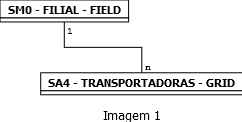 SM0 - FILIAL - FIELD
1
n
SA4 - TRANSPORTADORAS - GRID
Imagem 1